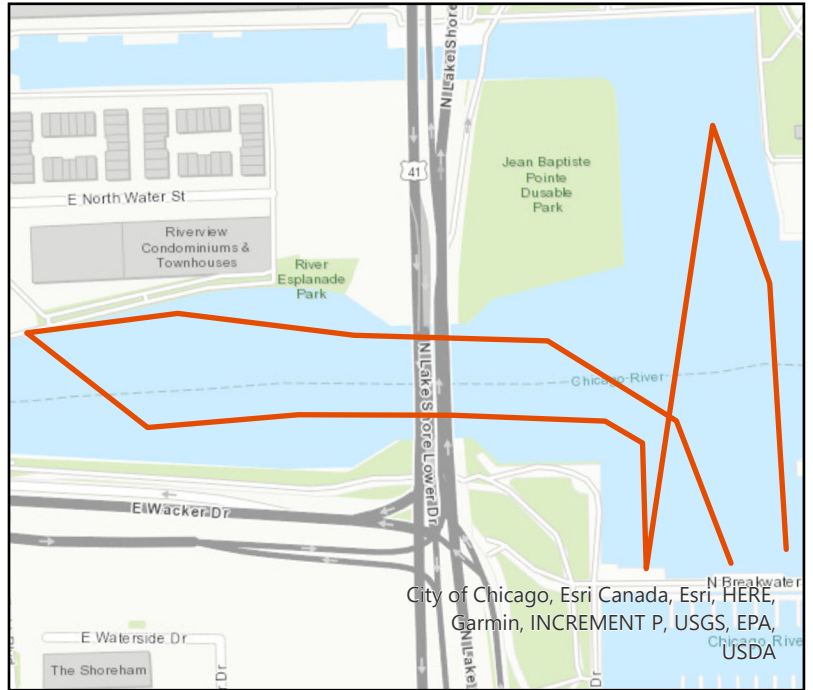 N Lake Shore
41
Jean Baptiste
Pointe
Dusable
Park
E North Water St
Riverview
Condominiums &
Townhouses
River
Esplanade
Park
N Lake Shore Lower Dr
Chicago River
E Wacker Dr
N Breakwater
City of Chicago, Esri Canada, Esri, HERE,
Garmin, INCREMENT P, USGS, EPA,
USDA
Chicago Rive
E Waterside Dr
The Shoreham
Dr
N Lake
Dr